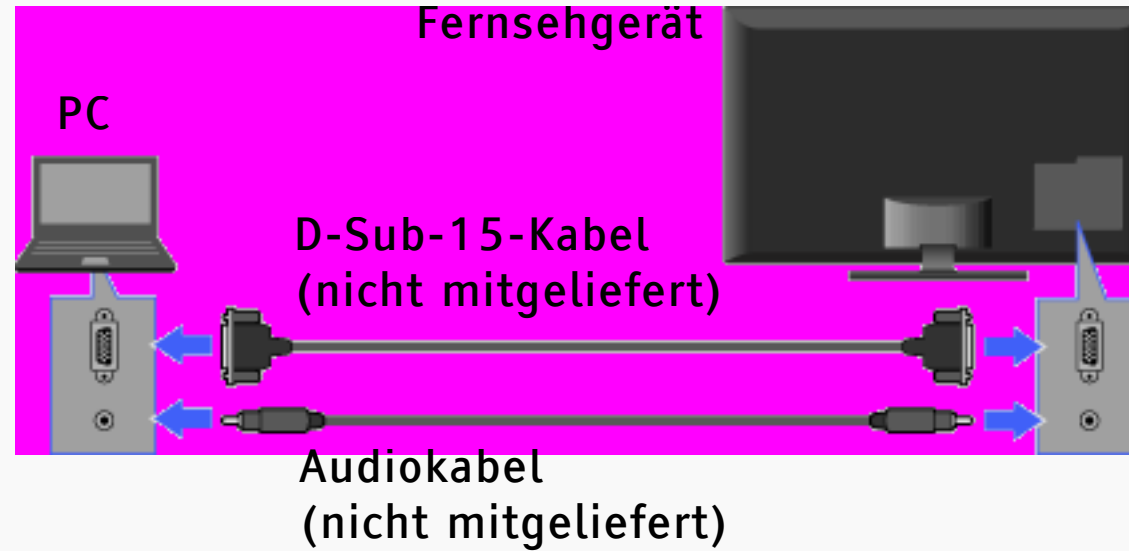 Fernsehgerät
PC
D-Sub-15-Kabel
(nicht mitgeliefert)
Audiokabel
(nicht mitgeliefert)